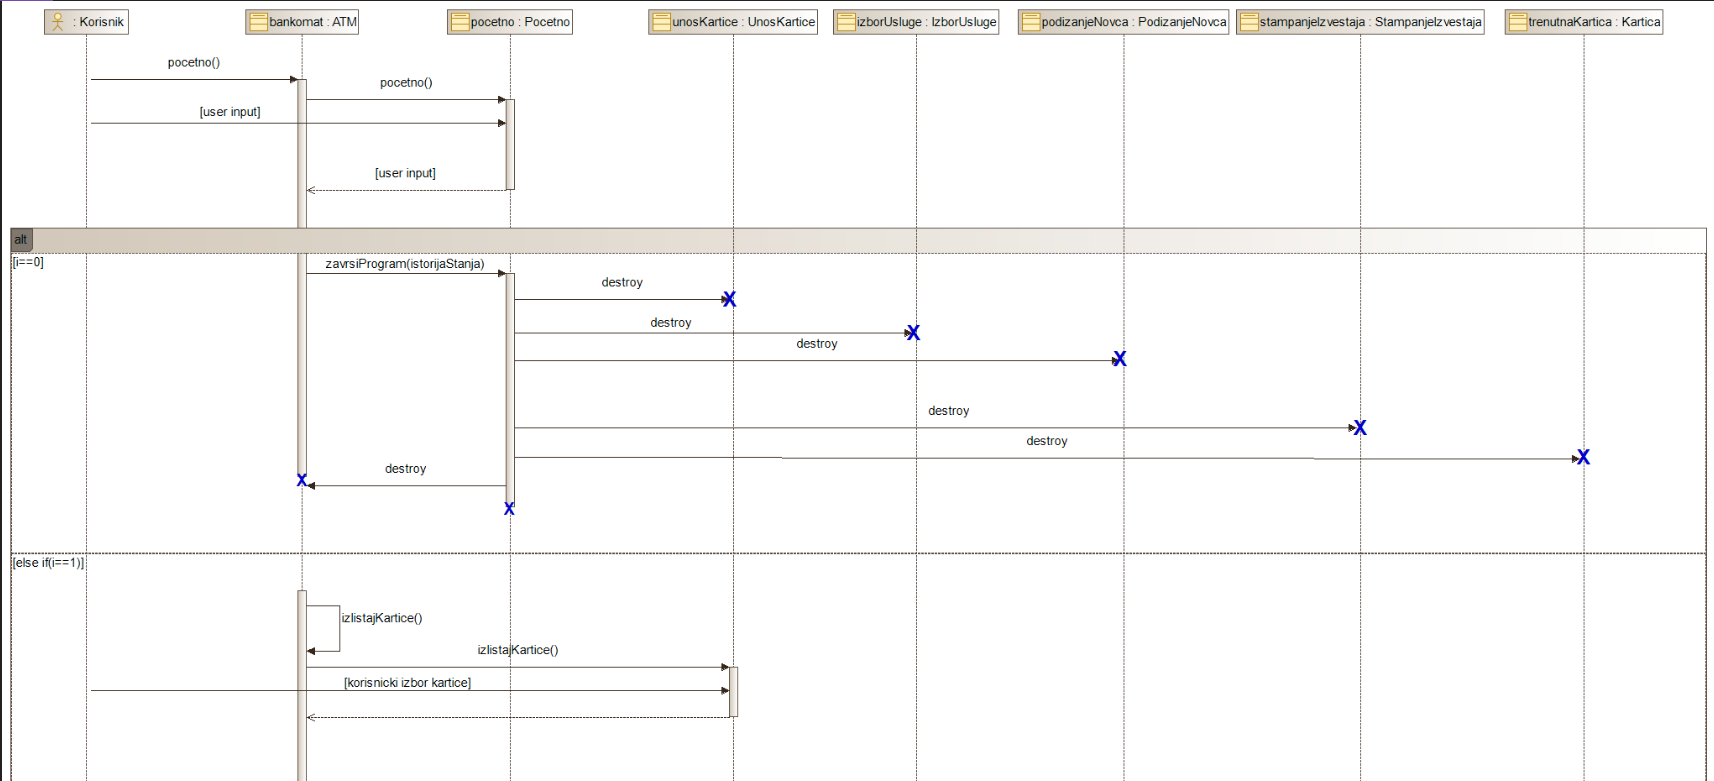 : Korisnik
bankomat : ATM
pocetno : Pocetno
unosKartice : UnosKartice
izborUsluge : IzborUsluge
podizanjeNovca : PodizanjeNovca
stampanjeIzvestaja : StampanjeIzvestaja
trenutnaKartica : Kartica
pocetno()
pocetno()
[user input]
[user input]
alt
[i==0]
zavrsiProgram(istorijaStanja)
destroy
destroy
destroy
destroy
destroy
destroy
[else if(i==1)]
izlistajKartice()
izlistajKartice()
[korisnicki izbor kartice]